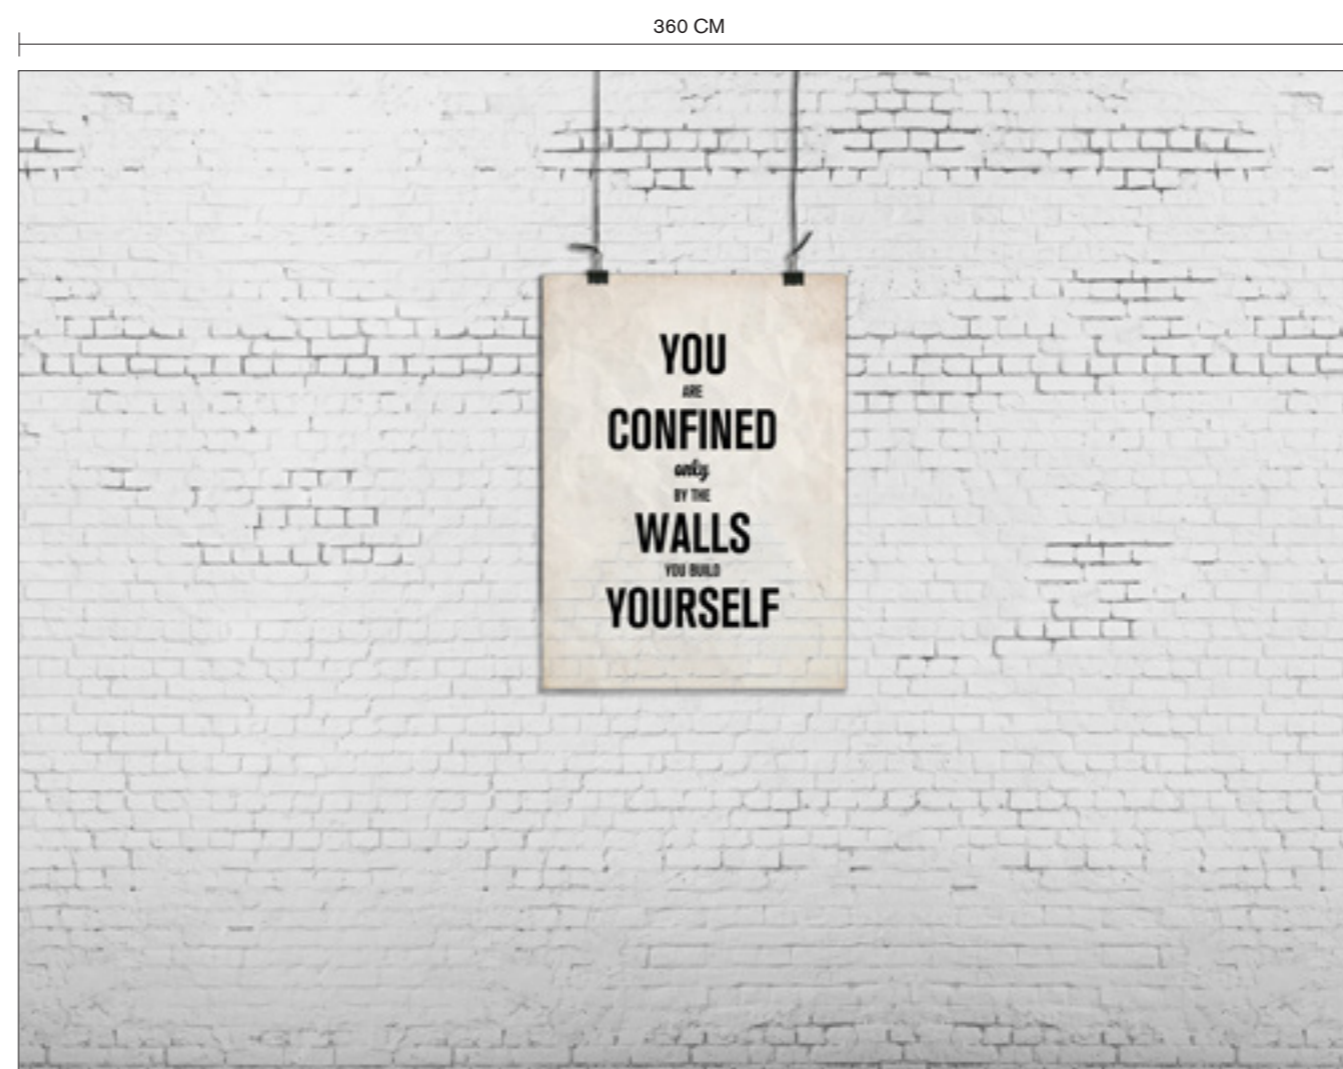 360 CM
YOU
ARE
CONFINED
only
BY THE
WALLS
YOU BUILD
YOURSELF